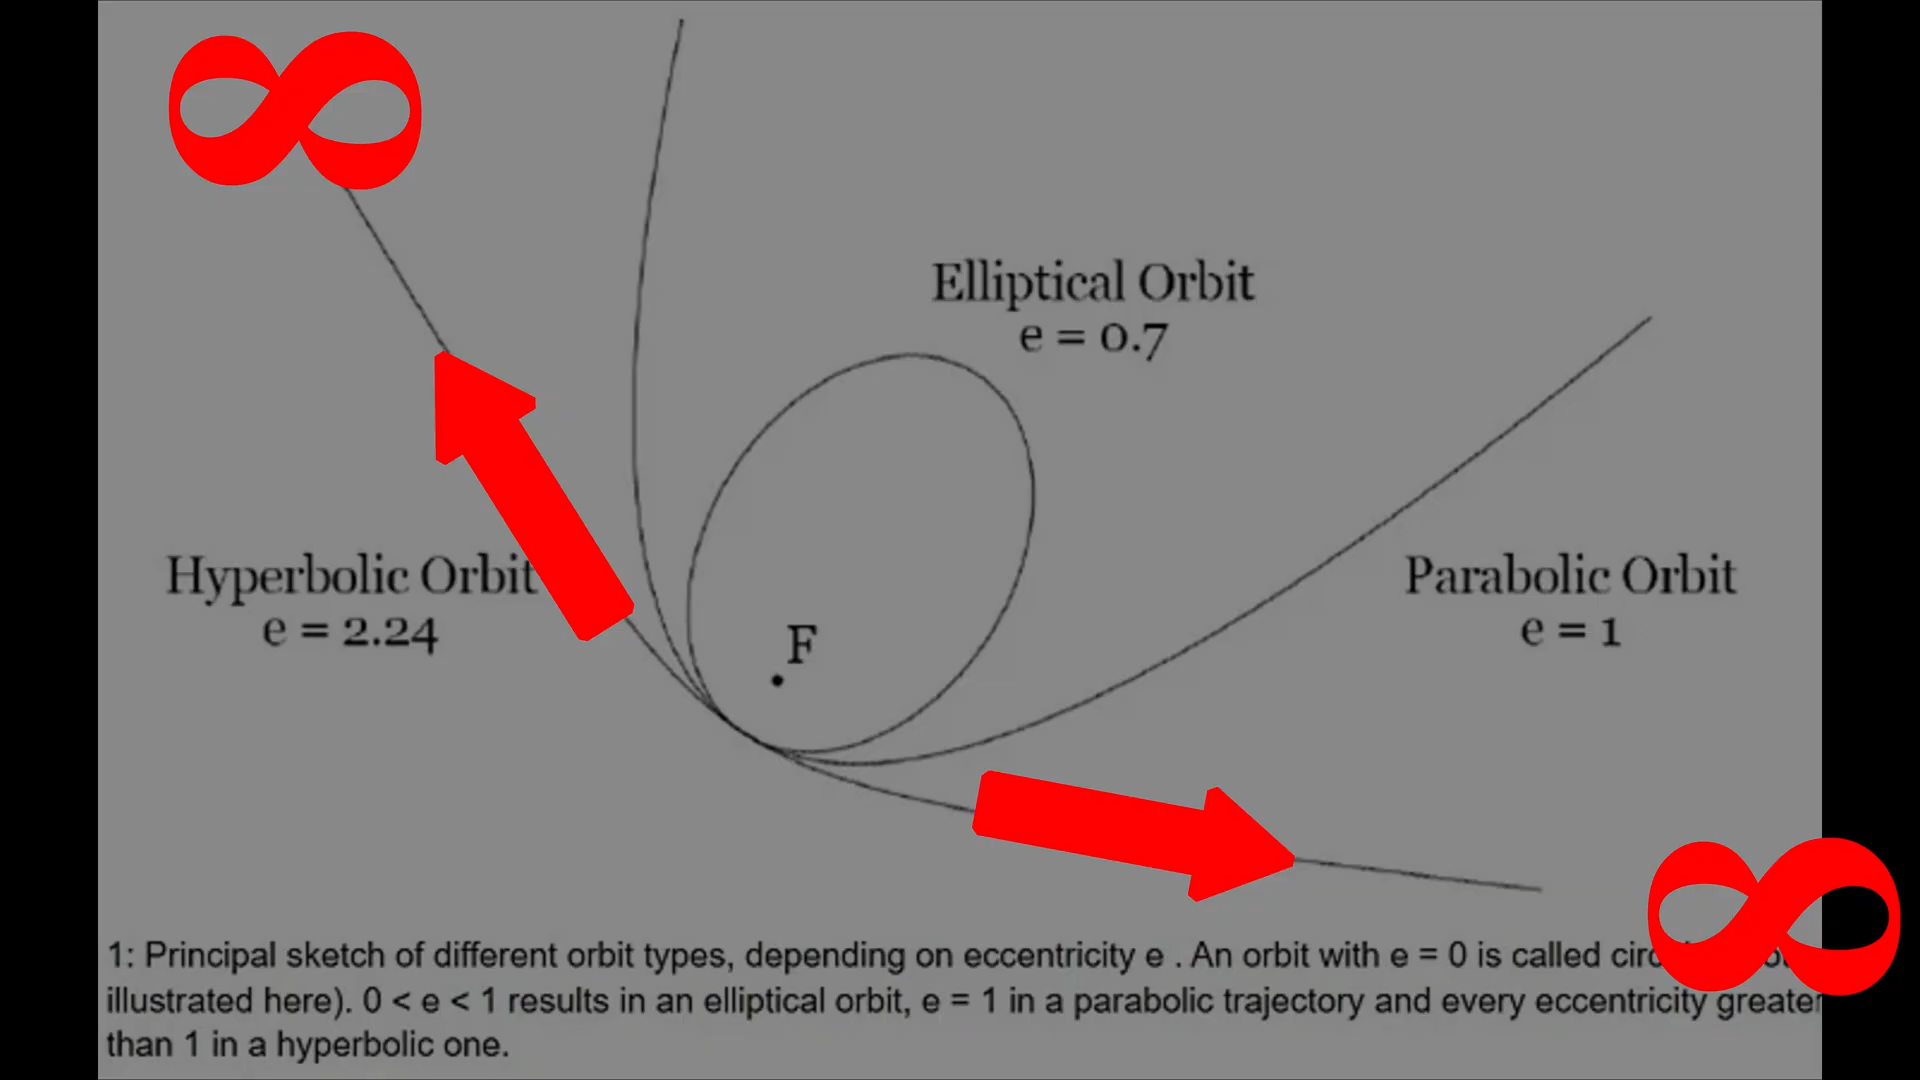 ∞
Elliptical Orbit
e = 0.7
Hyperbolic Orbit
e = 2.24
F
Parabolic Orbit
e = 1
∞
1: Principal sketch of different orbit types, depending on eccentricity e . An orbit with e = 0 is called
illustrated here). 0 < e < 1 results in an elliptical orbit, e = 1 in a parabolic trajectory and every eccentricity greater
than 1 in a hyperbolic one.